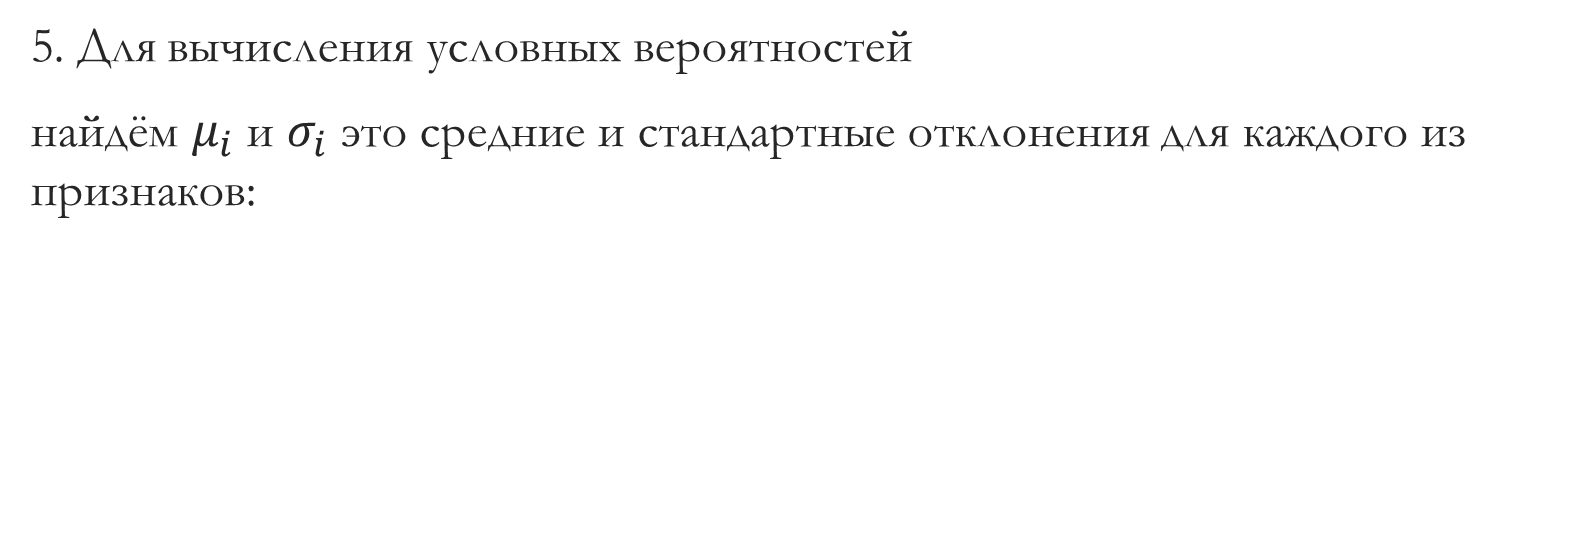 5. Для вычисления условных вероятностей
найдём μᵢ и σᵢ это средние и стандартные отклонения для каждого из
признаков: